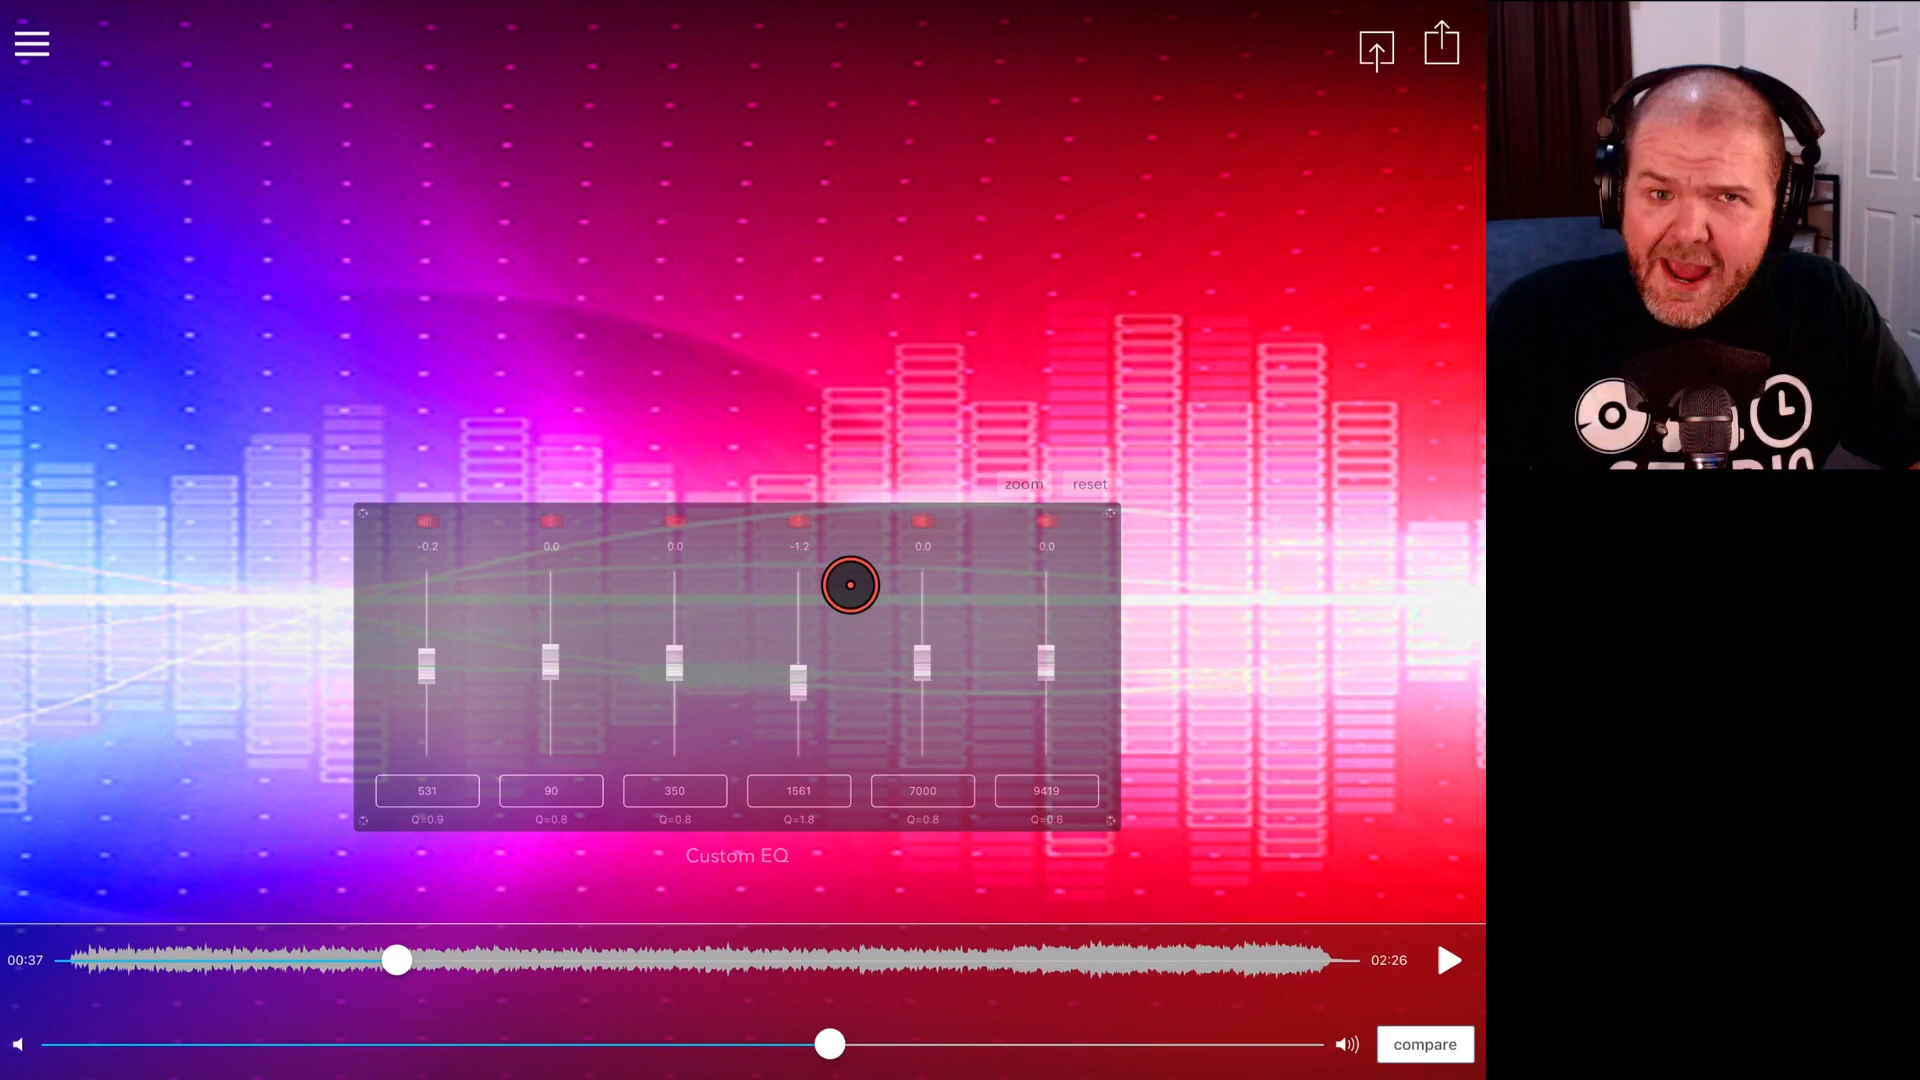 zoom reset
-0.2 0.0 0.0 -1.2 0.0 0.0
531 90 350 1561 7000 9419
Q=0.9 Q=0.8 Q=0.8 Q=1.8 Q=0.8 Q=0.8
Custom EQ
00:37 02:26
compare